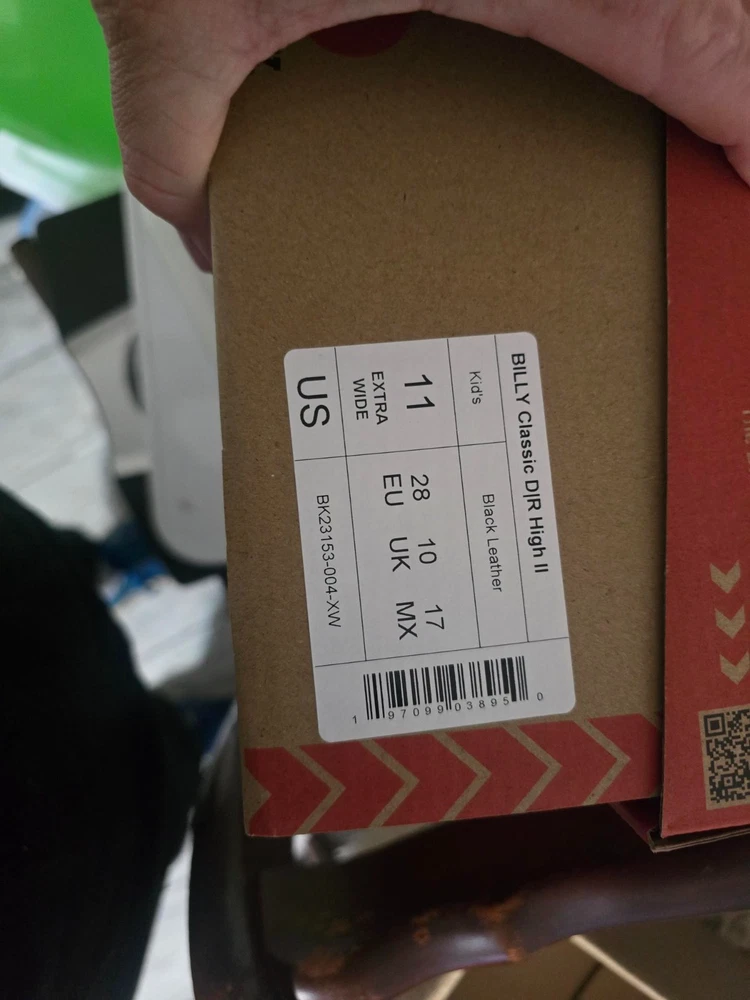 BILLY Classic D|R High II
Kid's
Black Leather
11
EXTRA
WIDE
US
28 10 17
EU UK MX
BK23153-004-XW
1 97099 03895 0